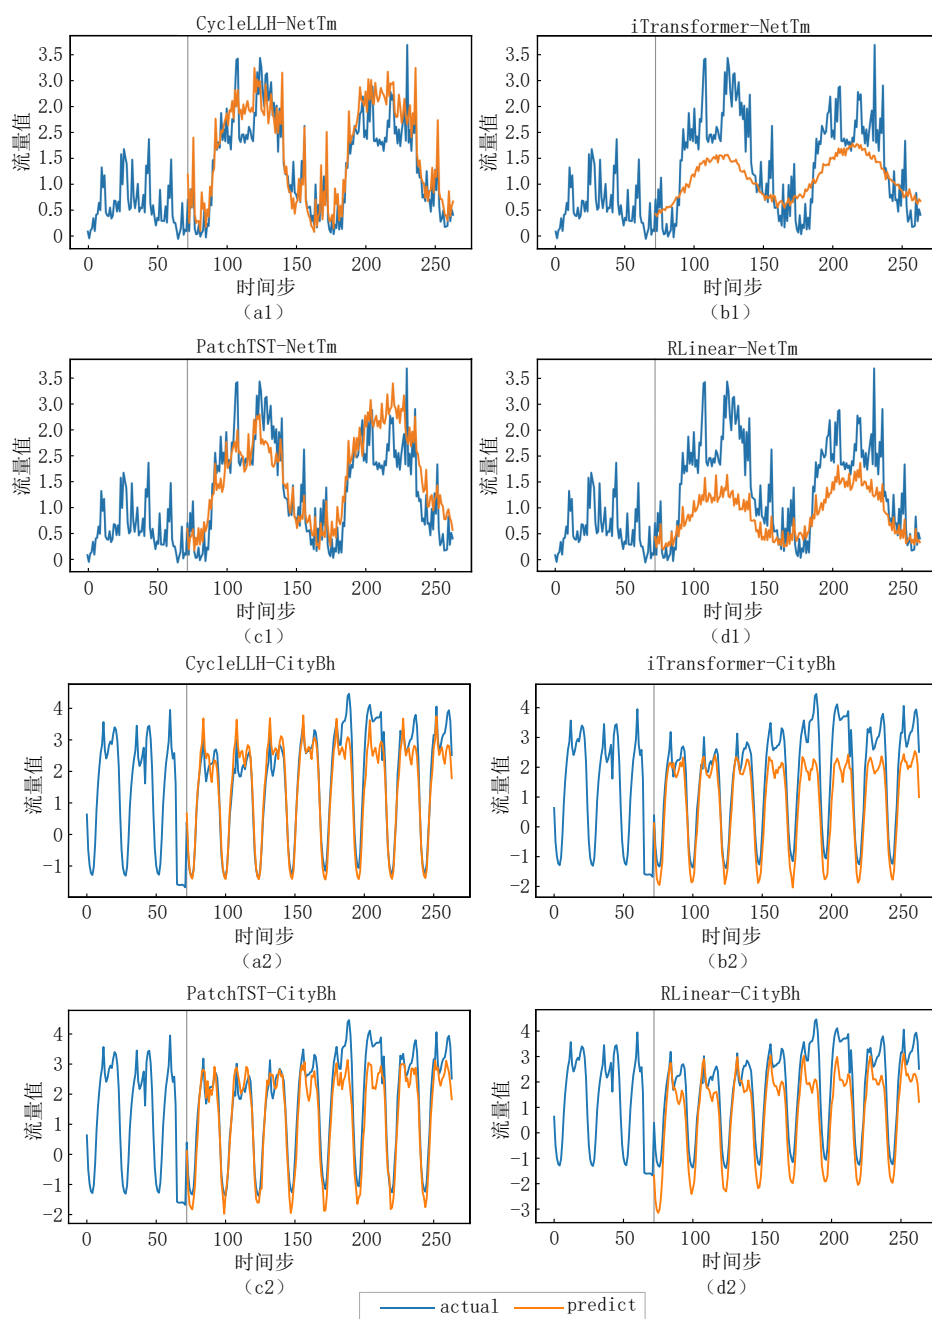 CycleLLH-NetTm
3.5
3.0
2.0
2.5
1.5
1.0
0.5
0
流量值
0 50 100 150 200 250
时间步
(a1)
iTransformer-NetTm
3.5
3.0
2.0
2.5
1.5
1.0
0.5
0
流量值
0 50 100 150 200 250
时间步
(b1)
PatchTST-NetTm
3.5
3.0
2.0
2.5
1.5
1.0
0.5
0
流量值
0 50 100 150 200 250
时间步
(c1)
RLinear-NetTm
3.5
3.0
2.0
2.5
1.5
1.0
0.5
0
流量值
0 50 100 150 200 250
时间步
(d1)
CycleLLH-CityBh
4
3
2
1
0
-1
流量值
0 50 100 150 200 250
时间步
(a2)
iTransformer-CityBh
4
3
2
1
0
-1
-2
流量值
0 50 100 150 200 250
时间步
(b2)
PatchTST-CityBh
4
3
2
1
0
-1
-2
流量值
0 50 100 150 200 250
时间步
(c2)
RLinear-CityBh
4
3
2
1
0
-1
-2
-3
流量值
0 50 100 150 200 250
时间步
(d2)
actual predict